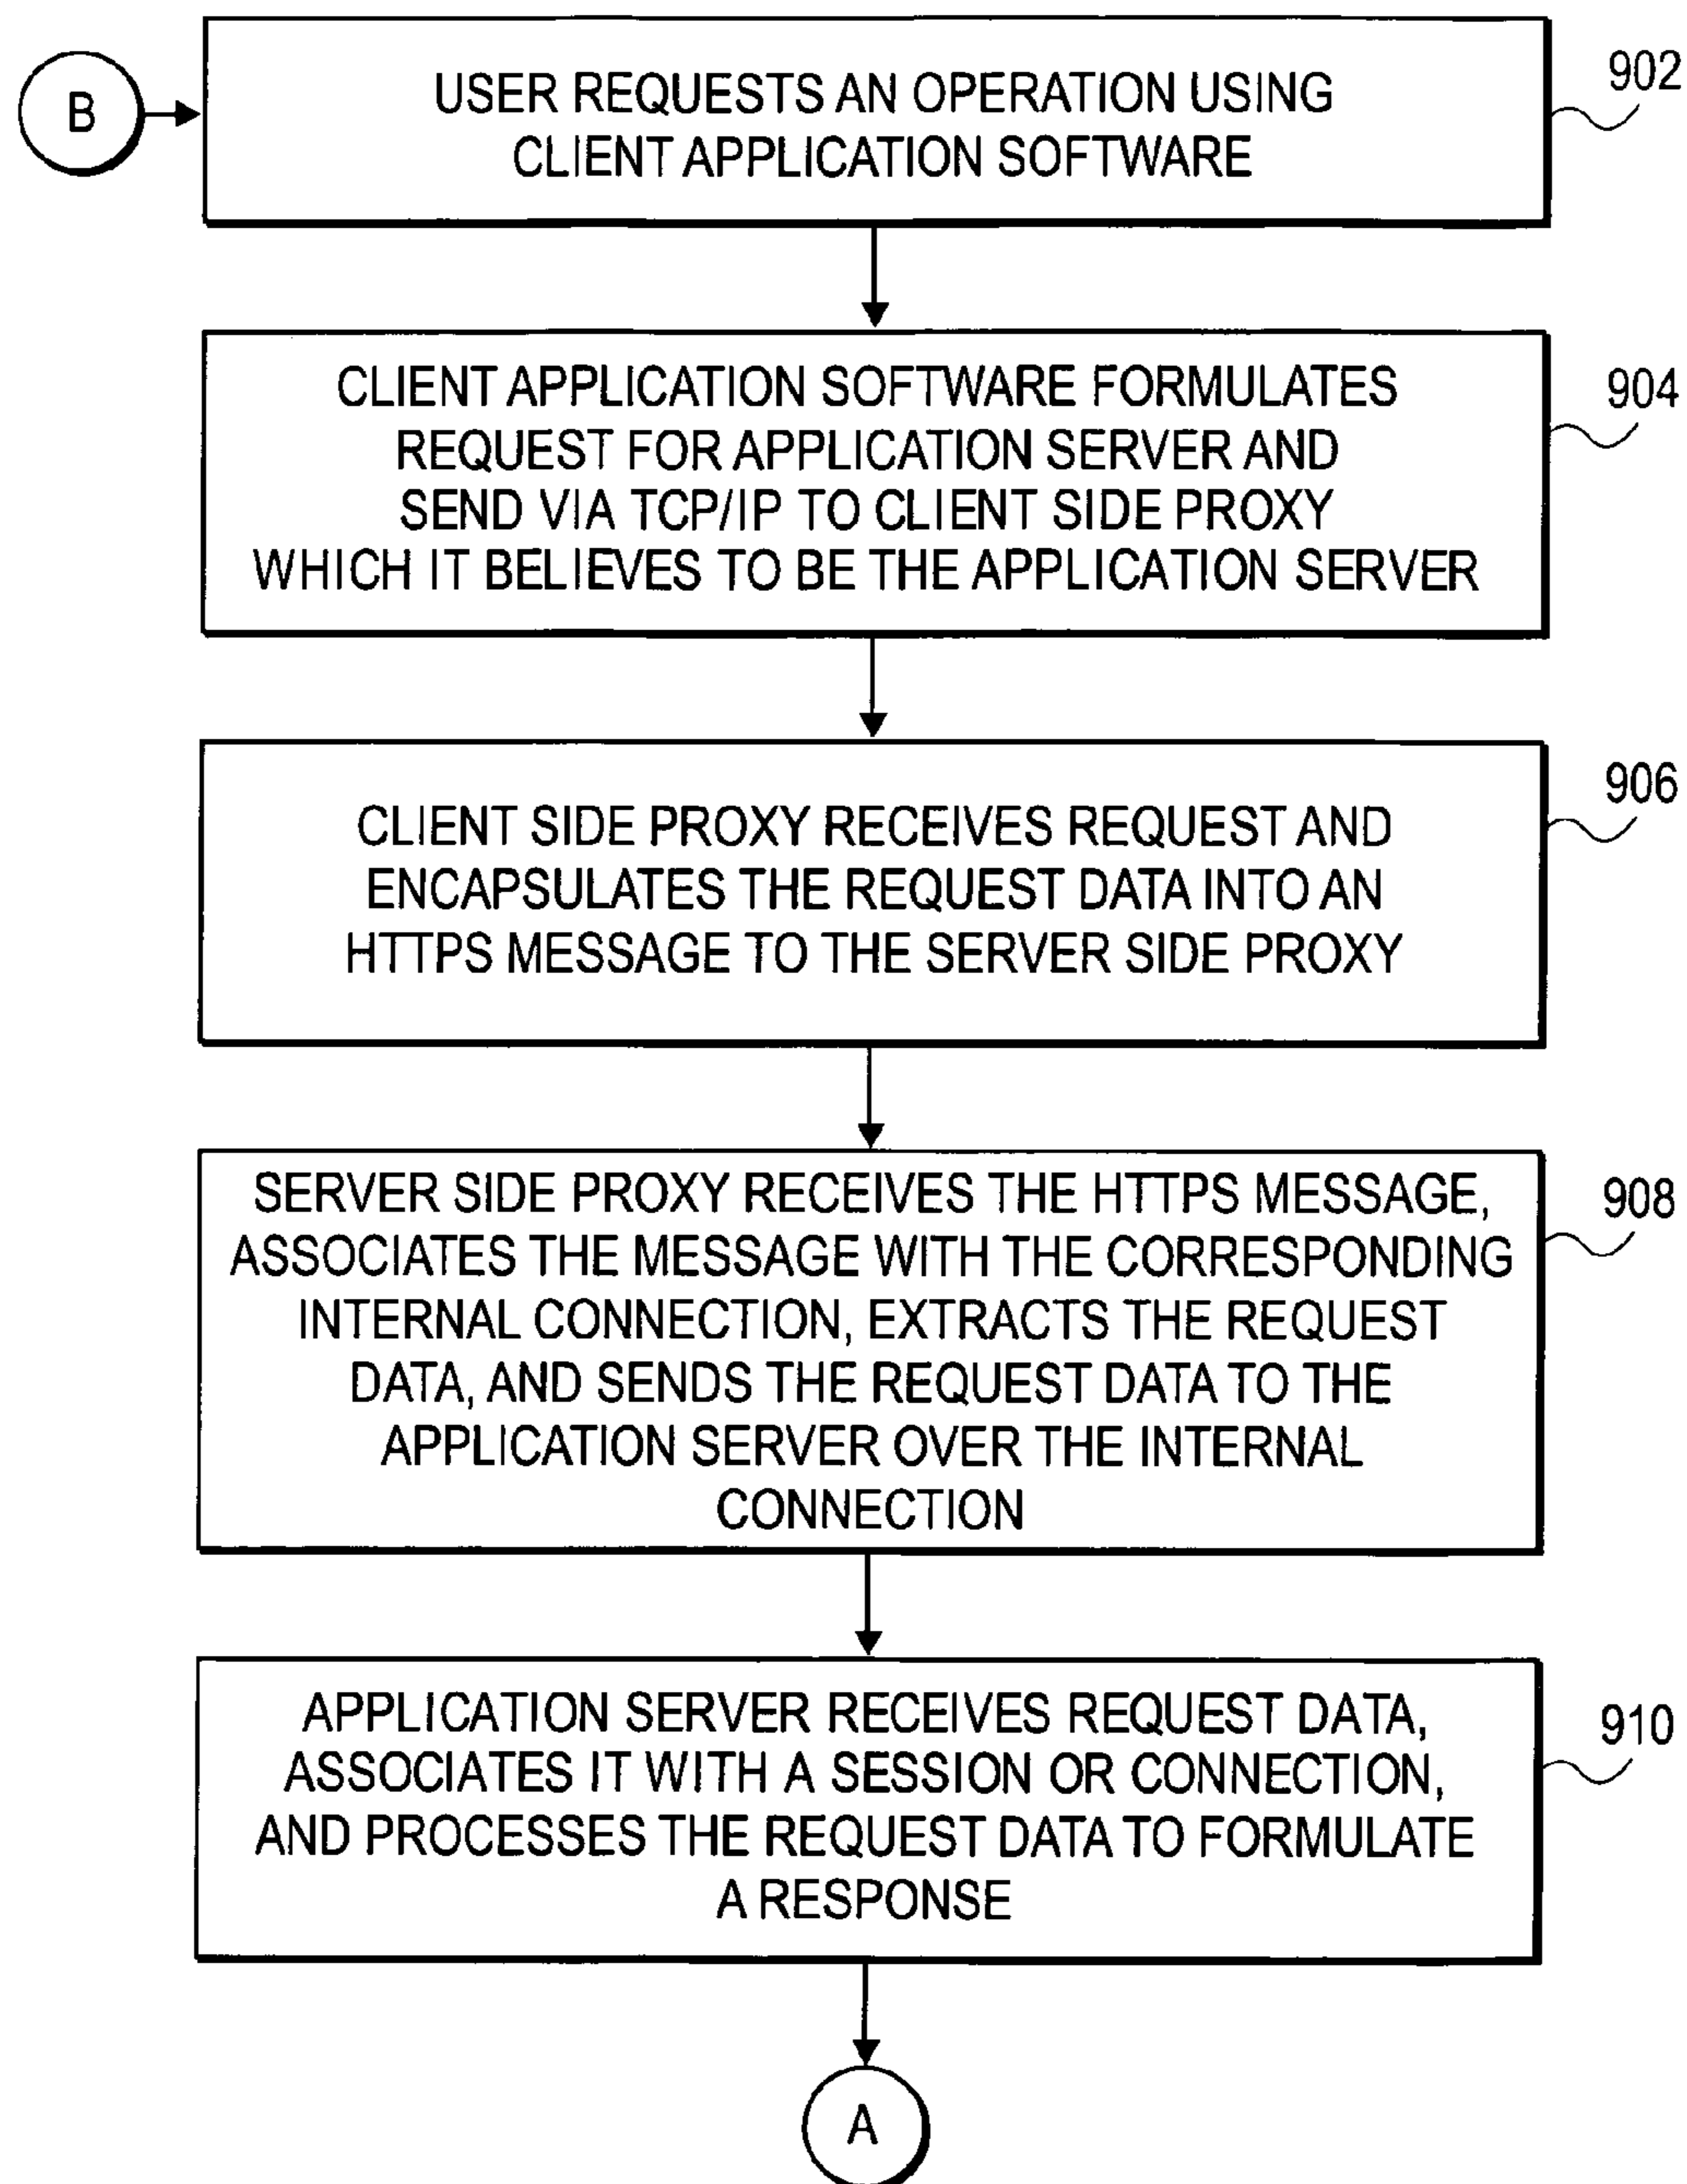 B
USER REQUESTS AN OPERATION USING
CLIENT APPLICATION SOFTWARE
902
CLIENT APPLICATION SOFTWARE FORMULATES
REQUEST FOR APPLICATION SERVER AND
SEND VIA TCP/IP TO CLIENT SIDE PROXY
WHICH IT BELIEVES TO BE THE APPLICATION SERVER
904
CLIENT SIDE PROXY RECEIVES REQUEST AND
ENCAPSULATES THE REQUEST DATA INTO AN
HTTPS MESSAGE TO THE SERVER SIDE PROXY
906
SERVER SIDE PROXY RECEIVES THE HTTPS MESSAGE,
ASSOCIATES THE MESSAGE WITH THE CORRESPONDING
INTERNAL CONNECTION, EXTRACTS THE REQUEST
DATA, AND SENDS THE REQUEST DATA TO THE
APPLICATION SERVER OVER THE INTERNAL
CONNECTION
908
APPLICATION SERVER RECEIVES REQUEST DATA,
ASSOCIATES IT WITH A SESSION OR CONNECTION,
AND PROCESSES THE REQUEST DATA TO FORMULATE
A RESPONSE
910
A